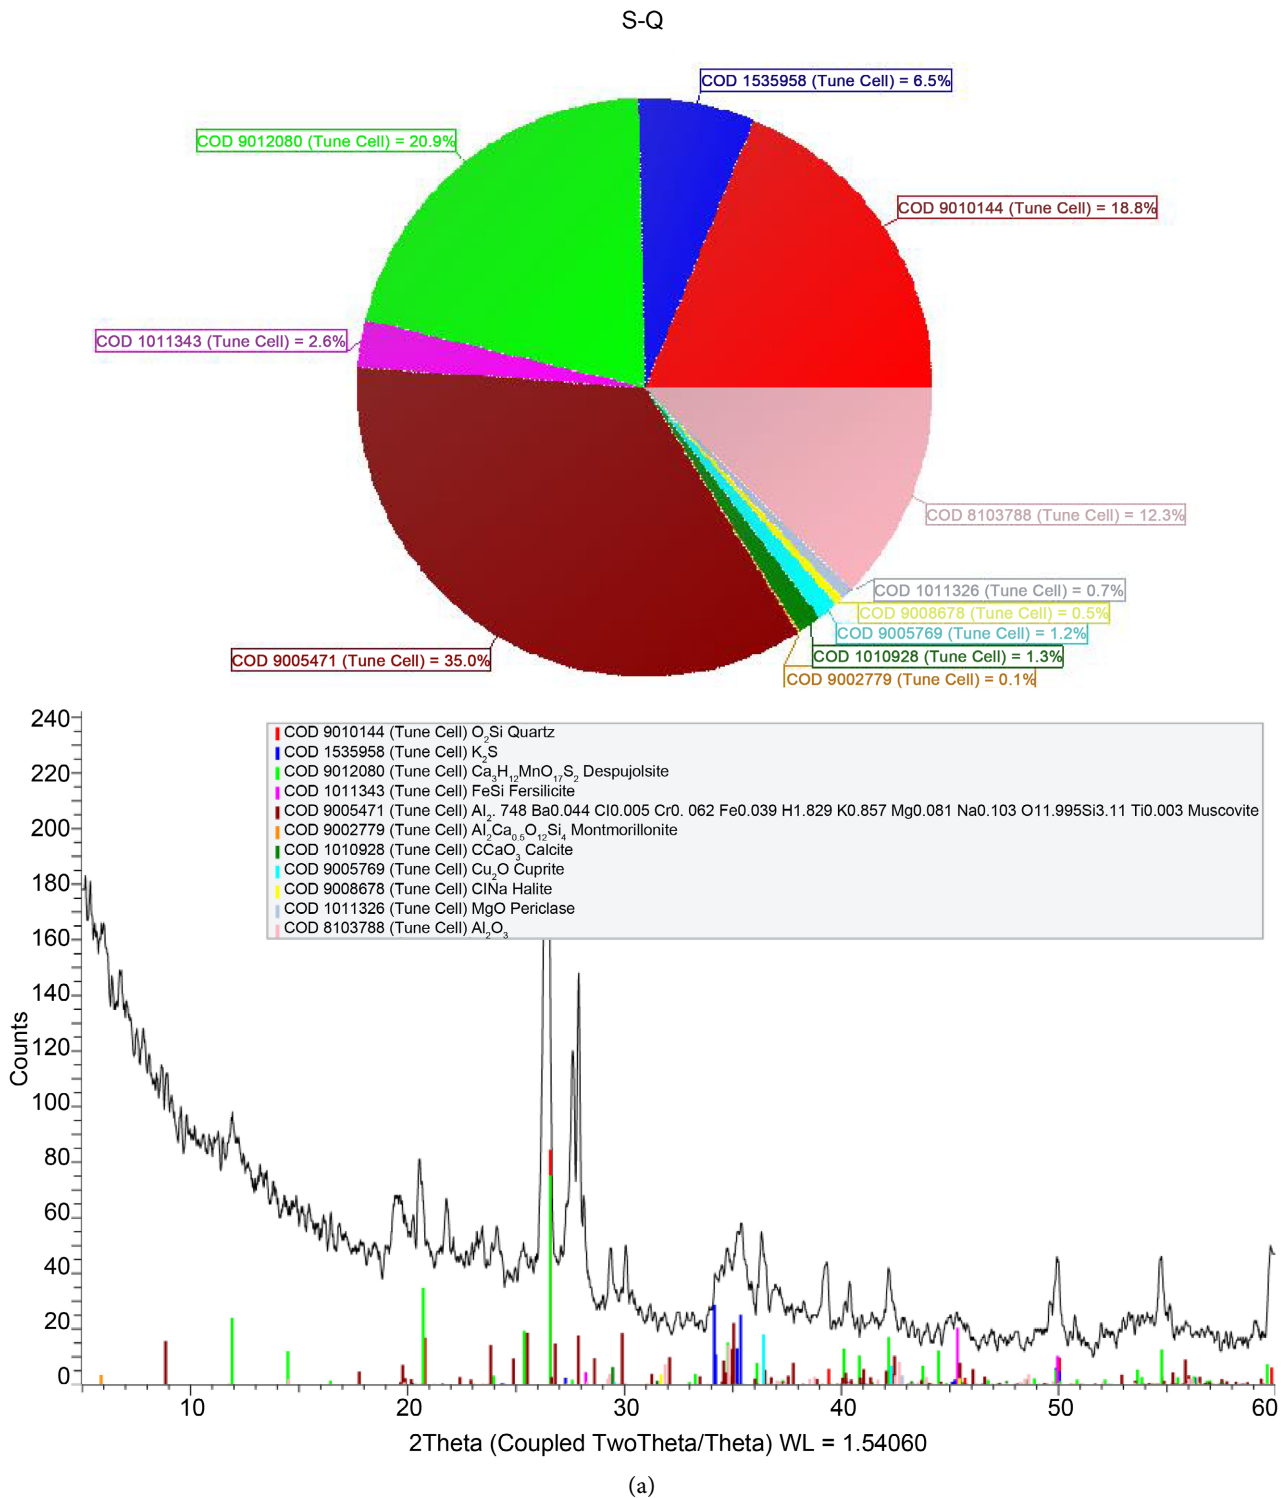 S-Q
COD 1535958 (Tune Cell) = 6.5%
COD 9012080 (Tune Cell) = 20.9%
COD 9010144 (Tune Cell) = 18.8%
COD 1011343 (Tune Cell) = 2.6%
COD 8103788 (Tune Cell) = 12.3%
COD 1011326 (Tune Cell) = 0.7%
COD 9008678 (Tune Cell) = 0.5%
COD 9005769 (Tune Cell) = 1.2%
COD 1010928 (Tune Cell) = 1.3%
COD 9005471 (Tune Cell) = 35.0%
COD 9002779 (Tune Cell) = 0.1%
COD 9010144 (Tune Cell) O2Si Quartz
COD 1535958 (Tune Cell) K2S
COD 9012080 (Tune Cell) Ca3H12MnO17S2 Despujolsite
COD 1011343 (Tune Cell) FeSi Fersilicite
COD 9005471 (Tune Cell) Al2. 748 Ba0.044 Cl0.005 Cr0. 062 Fe0.039 H1.829 K0.857 Mg0.081 Na0.103 O11.995Si3.11 Ti0.003 Muscovite
COD 9002779 (Tune Cell) Al2Ca0.5O12Si4 Montmorillonite
COD 1010928 (Tune Cell) CCaO3 Calcite
COD 9005769 (Tune Cell) Cu2O Cuprite
COD 9008678 (Tune Cell) ClNa Halite
COD 1011326 (Tune Cell) MgO Periclase
COD 8103788 (Tune Cell) Al2O3
240
220
200
180
160
140
120
100
80
60
40
20
0
Counts
10 20 30 40 50 60
2Theta (Coupled TwoTheta/Theta) WL = 1.54060
(a)